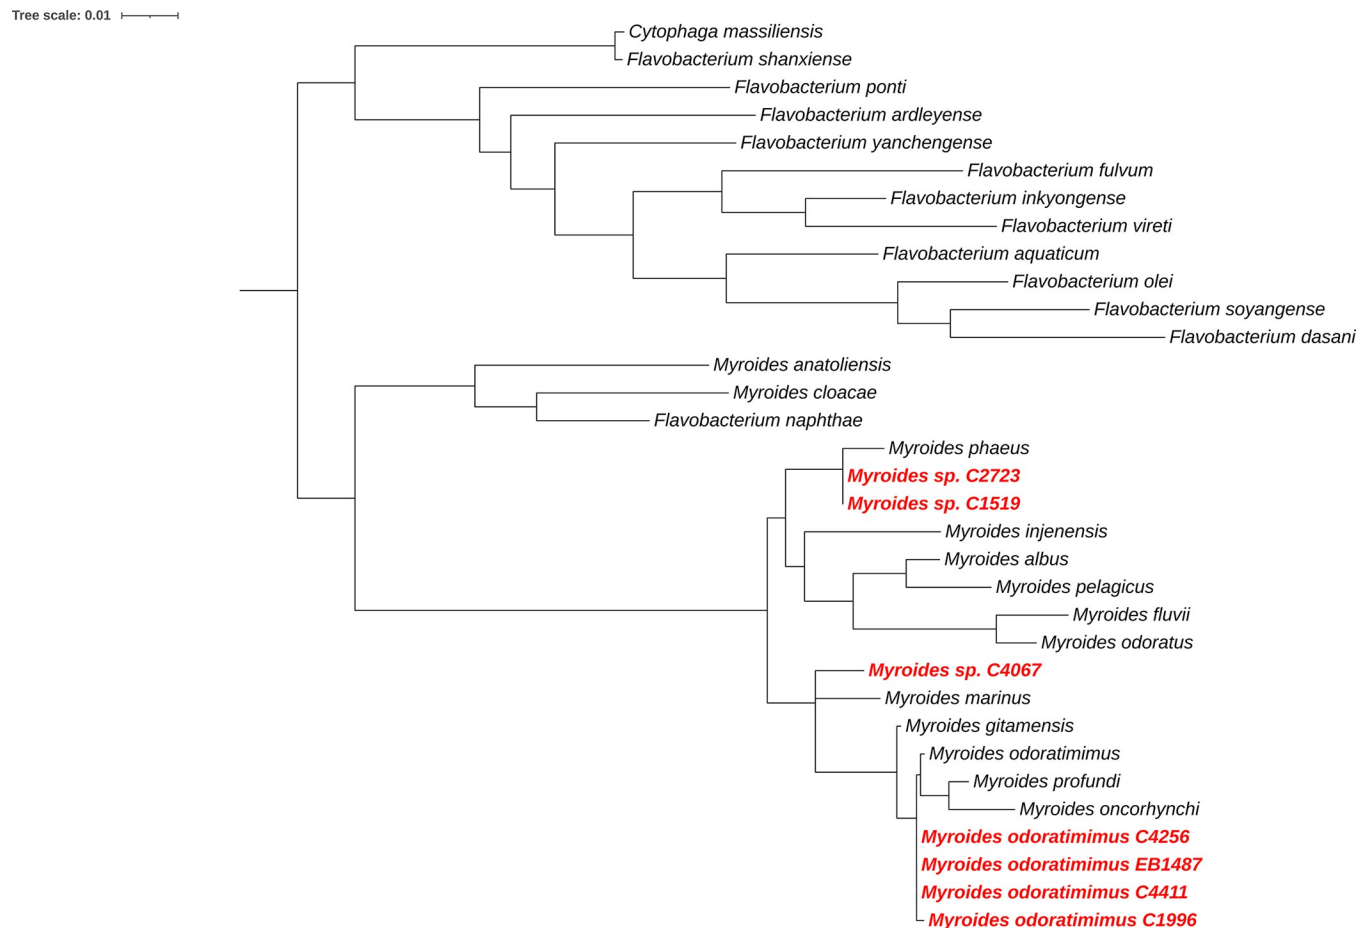 Tree scale: 0.01
Cytophaga massiliensis
Flavobacterium shanxiense
Flavobacterium ponti
Flavobacterium ardleyense
Flavobacterium yanchengense
Flavobacterium fulvum
Flavobacterium inkyongense
Flavobacterium vireti
Flavobacterium aquaticum
Flavobacterium olei
Flavobacterium soyangense
Flavobacterium dasani
Myroides anatoliensis
Myroides cloacae
Flavobacterium naphthae
Myroides phaeus
Myroides sp. C2723
Myroides sp. C1519
Myroides injenensis
Myroides albus
Myroides pelagicus
Myroides fluvii
Myroides odoratus
Myroides sp. C4067
Myroides marinus
Myroides gitamensis
Myroides odoratimimus
Myroides profundi
Myroides oncorhynchi
Myroides odoratimimus C4256
Myroides odoratimimus EB1487
Myroides odoratimimus C4411
Myroides odoratimimus C1996